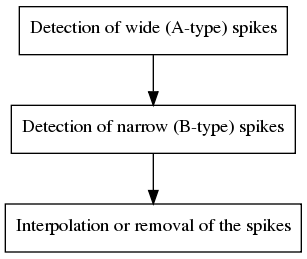 Detection of wide (A-type) spikes
Detection of narrow (B-type) spikes
Interpolation or removal of the spikes